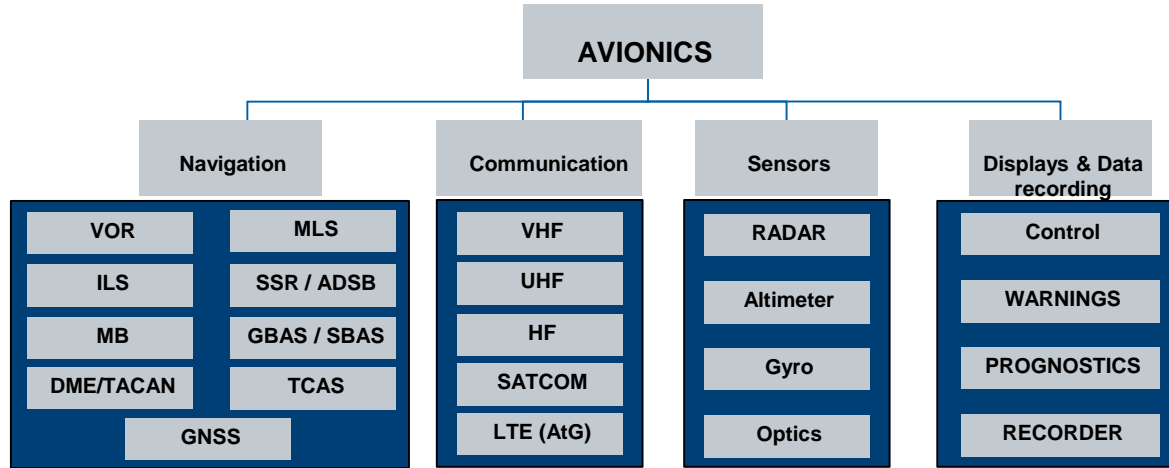 AVIONICS
Navigation
Communication
Sensors
Displays & Data
recording
VOR
MLS
ILS
SSR / ADSB
MB
GBAS / SBAS
DME/TACAN
TCAS
GNSS
VHF
UHF
HF
SATCOM
LTE (AtG)
RADAR
Altimeter
Gyro
Optics
Control
WARNINGS
PROGNOSTICS
RECORDER